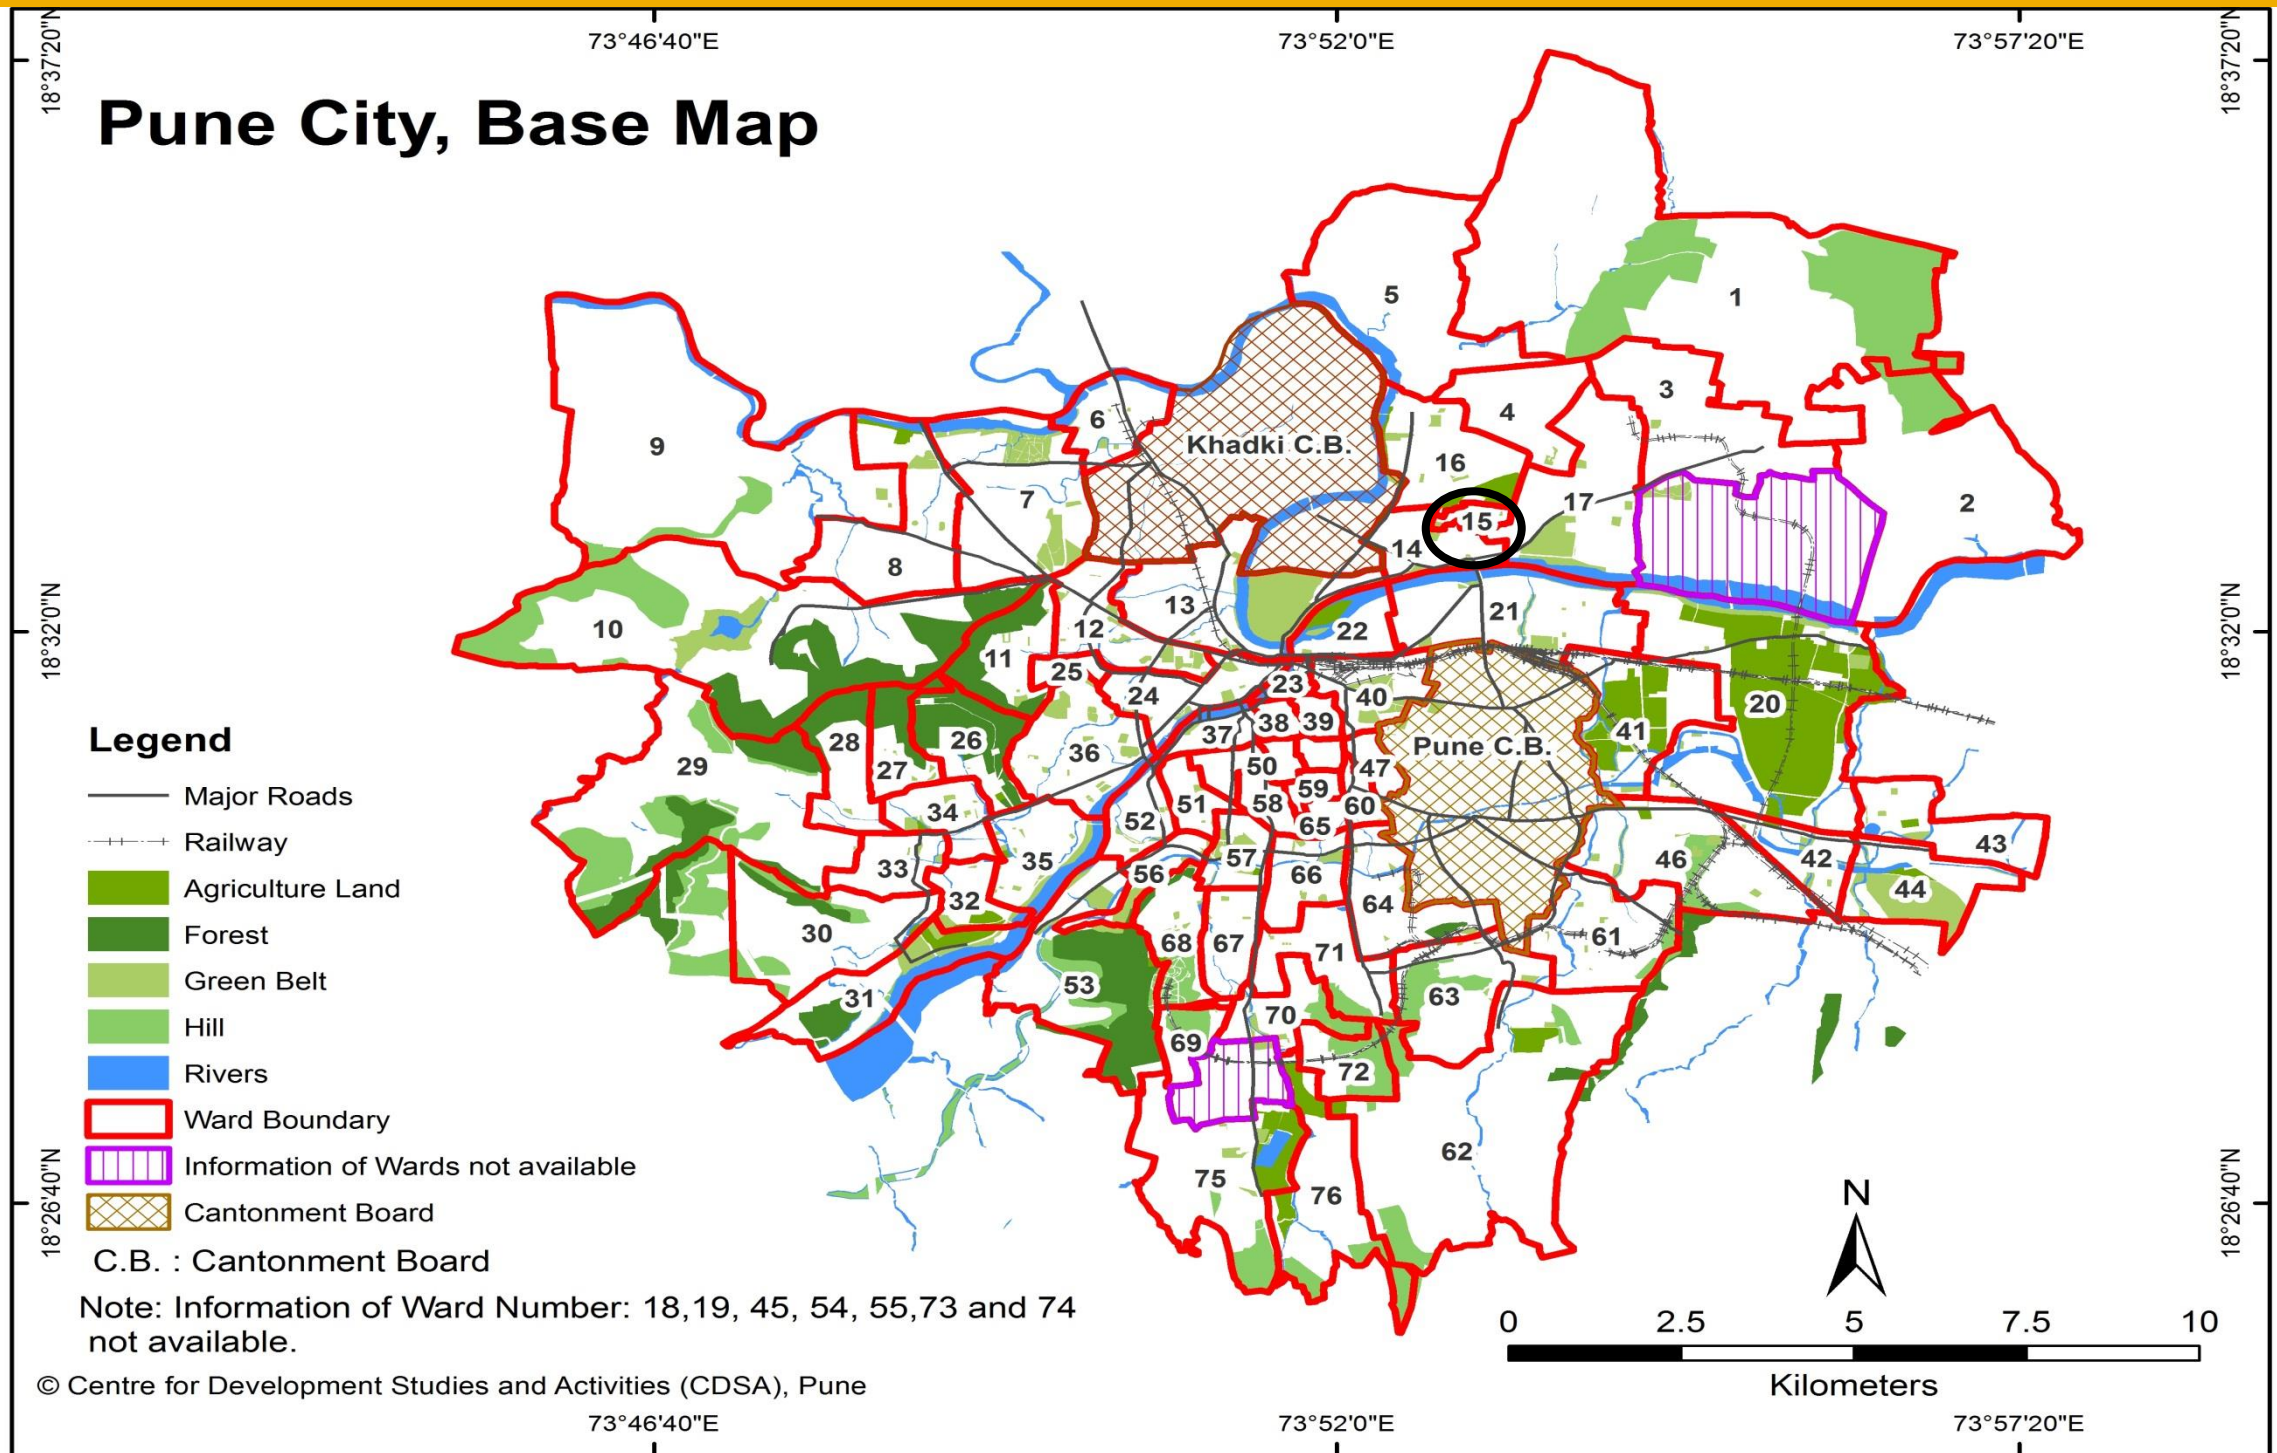 73°46'40"E
73°52'0"E
73°57'20"E
18°37'20"N
18°37'20"N
Pune City, Base Map
1
5
3
4
6
9
Khadki C.B.
16
7
17
2
15
14
8
13
21
10
12
22
11
25
23
24
40
20
38
39
37
41
28
26
Pune C.B.
36
29
27
50
47
59
51
58
60
34
52
65
43
57
46
42
35
33
56
66
44
32
64
30
61
68
67
71
53
63
31
70
69
72
62
75
76
18°32'0"N
18°32'0"N
Legend
Major Roads
Railway
Agriculture Land
Forest
Green Belt
Hill
Rivers
Ward Boundary
Information of Wards not available
Cantonment Board
C.B. : Cantonment Board
Note: Information of Ward Number: 18,19, 45, 54, 55,73 and 74
not available.
© Centre for Development Studies and Activities (CDSA), Pune
18°26'40"N
18°26'40"N
N
0 2.5 5 7.5 10
Kilometers
73°46'40"E
73°52'0"E
73°57'20"E